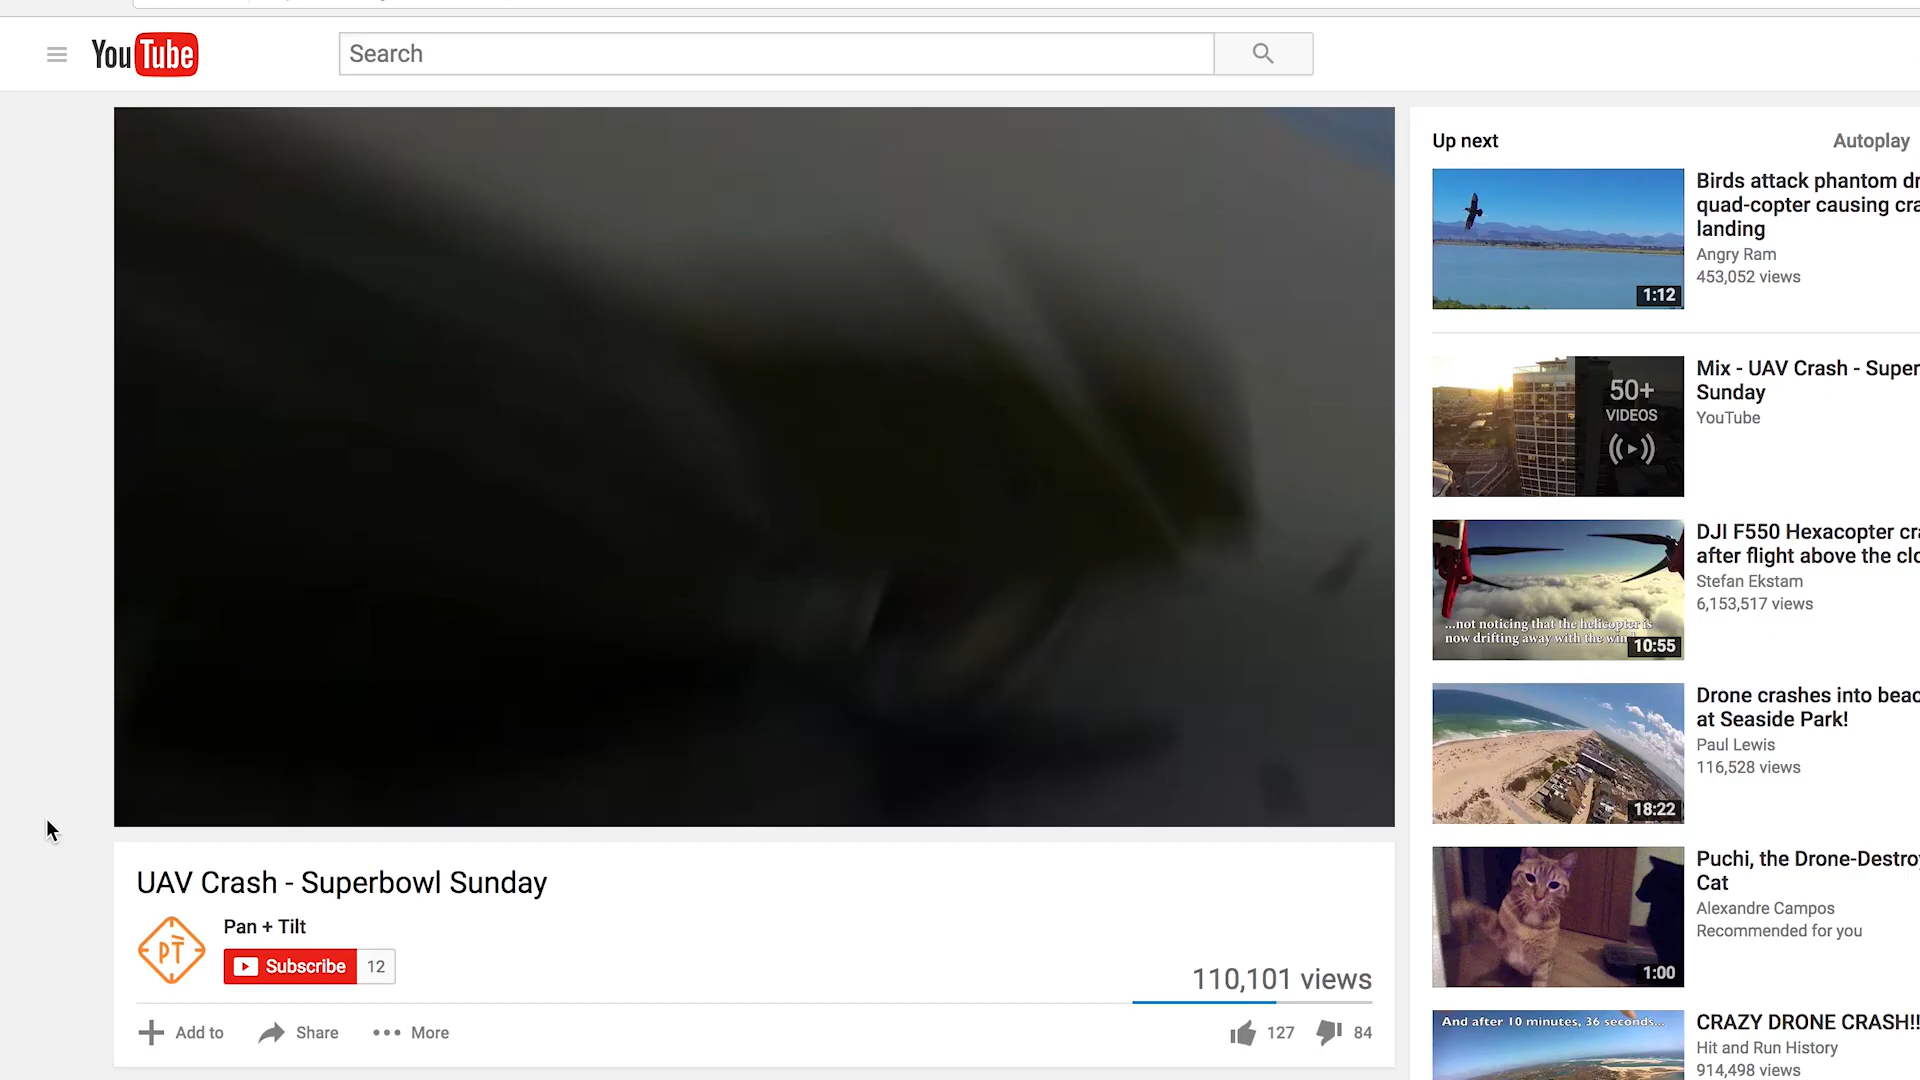 YouTube
Search
Up next
Autoplay
Birds attack phantom dr
quad-copter causing cra
landing
Angry Ram
453,052 views
1:12
50+
VIDEOS
Mix - UAV Crash - Super
Sunday
YouTube
DJI F550 Hexacopter cra
after flight above the clo
Stefan Ekstam
6,153,517 views
...not noticing that the helicopter is
now drifting away with the wind
10:55
Drone crashes into beac
at Seaside Park!
Paul Lewis
116,528 views
18:22
Puchi, the Drone-Destroy
Cat
Alexandre Campos
Recommended for you
1:00
And after 10 minutes, 36 seconds...
CRAZY DRONE CRASH!!
Hit and Run History
914,498 views
UAV Crash - Superbowl Sunday
PT
Pan + Tilt
Subscribe 12
110,101 views
Add to Share More
127 84